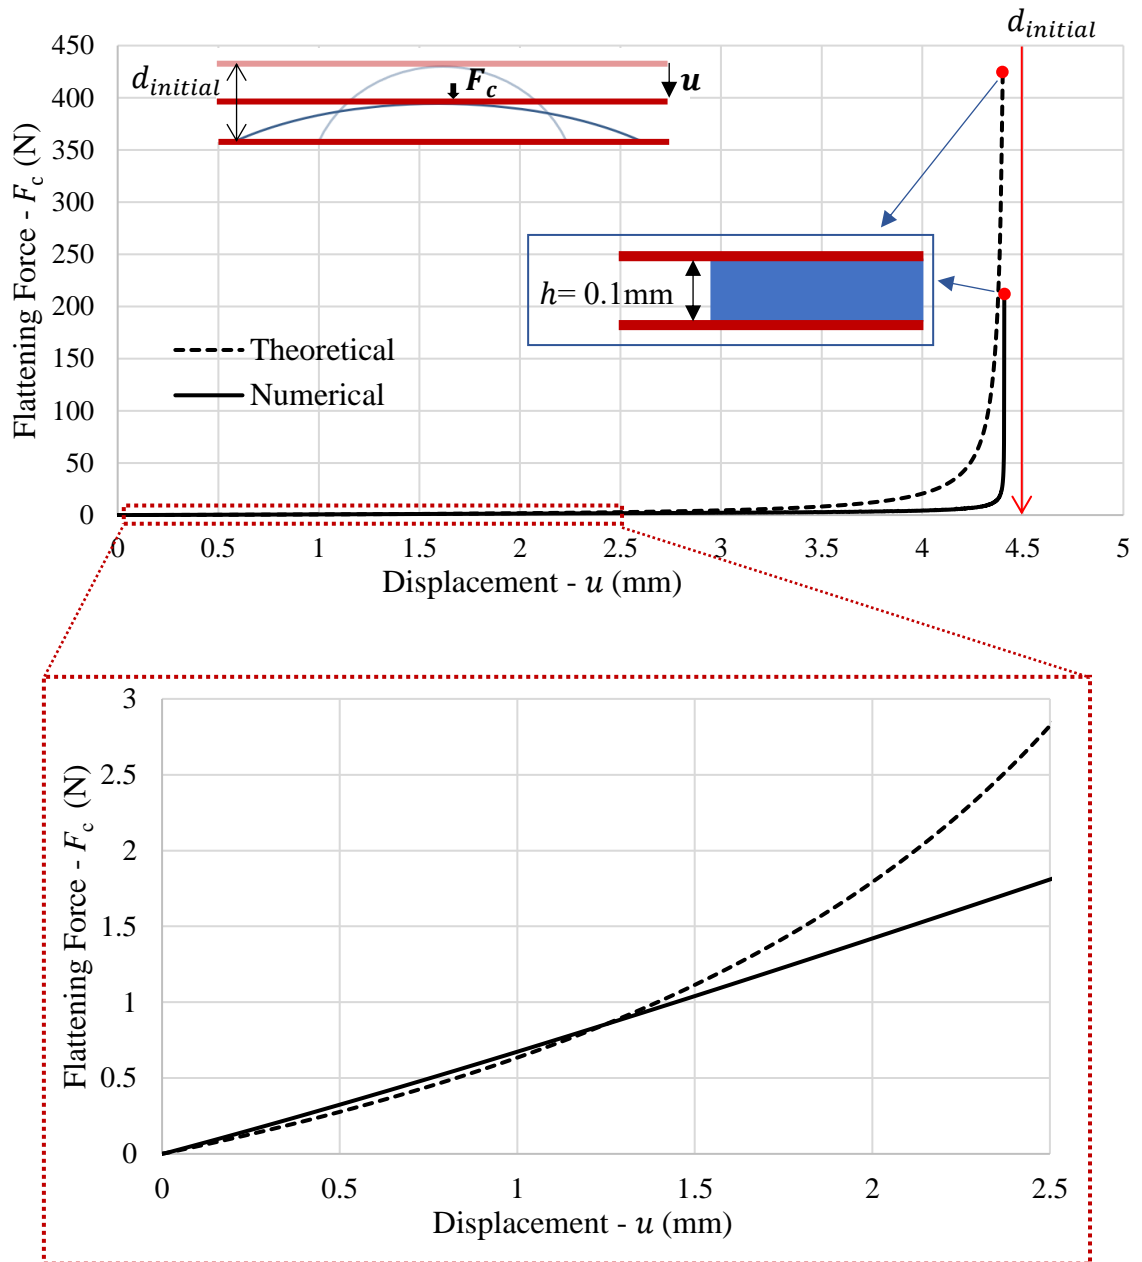 d_initial
450
400
350
300
250
200
150
100
50
0
Flattening Force - F_c (N)
d_initial
F_c
u
h= 0.1mm
Theoretical
Numerical
0 0.5 1 1.5 2 2.5 3 3.5 4 4.5 5
Displacement - u (mm)
3
2.5
2
1.5
1
0.5
0
Flattening Force - F_c (N)
0 0.5 1 1.5 2 2.5
Displacement - u (mm)